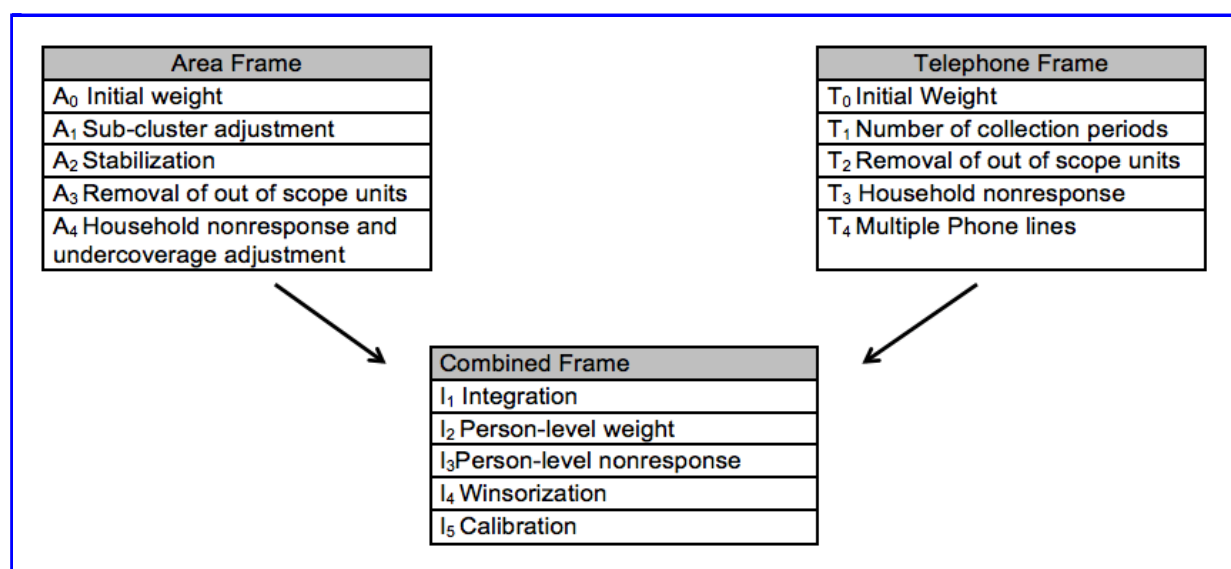 Area Frame
A₀ Initial weight
A₁ Sub-cluster adjustment
A₂ Stabilization
A₃ Removal of out of scope units
A₄ Household nonresponse and
undercoverage adjustment
Telephone Frame
T₀ Initial Weight
T₁ Number of collection periods
T₂ Removal of out of scope units
T₃ Household nonresponse
T₄ Multiple Phone lines
Combined Frame
I₁ Integration
I₂ Person-level weight
I₃Person-level nonresponse
I₄ Winsorization
I₅ Calibration